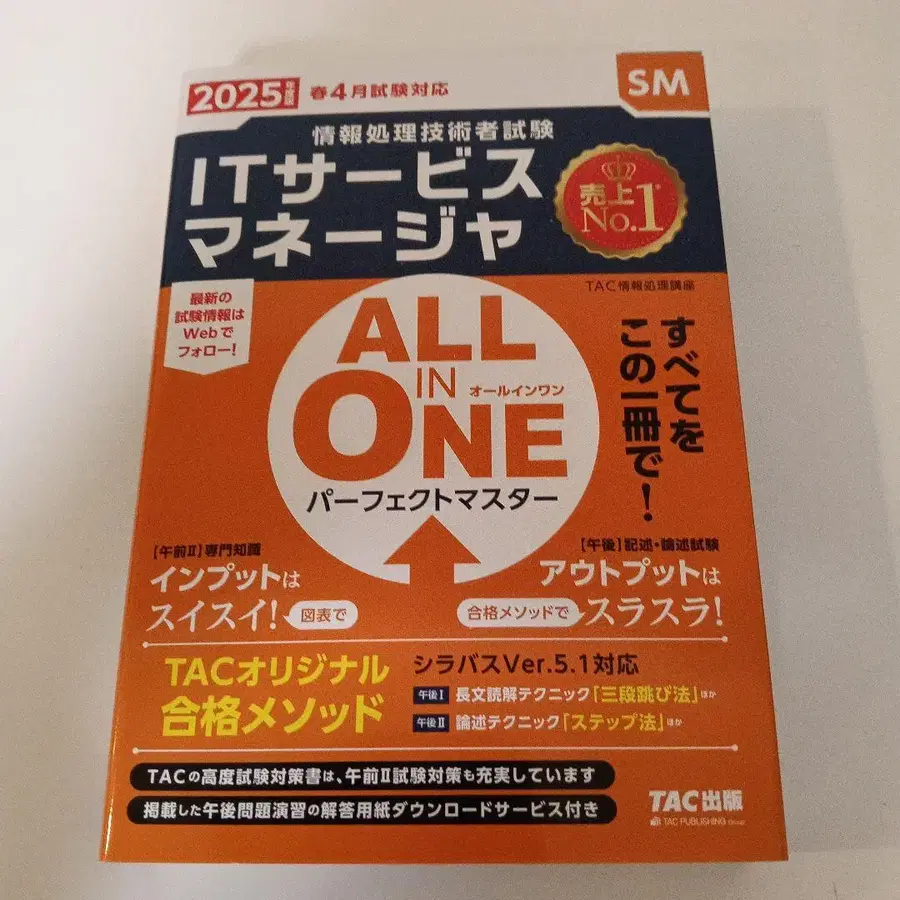 2025年度版
春4月試験対応
SM
情報処理技術者試験
ITサービス
マネージャ
売上
No.1
TAC情報処理講座
最新の
試験情報は
Webで
フォロー!
ALL
IN
オールインワン
ONE
パーフェクトマスター
すべてを
この一冊で!
【午前Ⅱ】専門知識
インプットは
スイスイ!
図表で
【午後】記述・論述試験
アウトプットは
合格メソッドで
スラスラ!
TACオリジナル
合格メソッド
シラバスVer.5.1対応
午後Ⅰ 長文読解テクニック「三段跳び法」ほか
午後Ⅱ 論述テクニック「ステップ法」ほか
TACの高度試験対策書は、午前Ⅱ試験対策も充実しています
掲載した午後問題演習の解答用紙ダウンロードサービス付き
TAC出版
TAC PUBLISHING Group